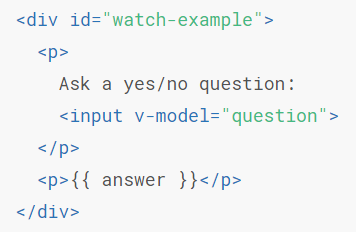 <div id="watch-example">
  <p>
    Ask a yes/no question:
    <input v-model="question">
  </p>
  <p>{{ answer }}</p>
</div>